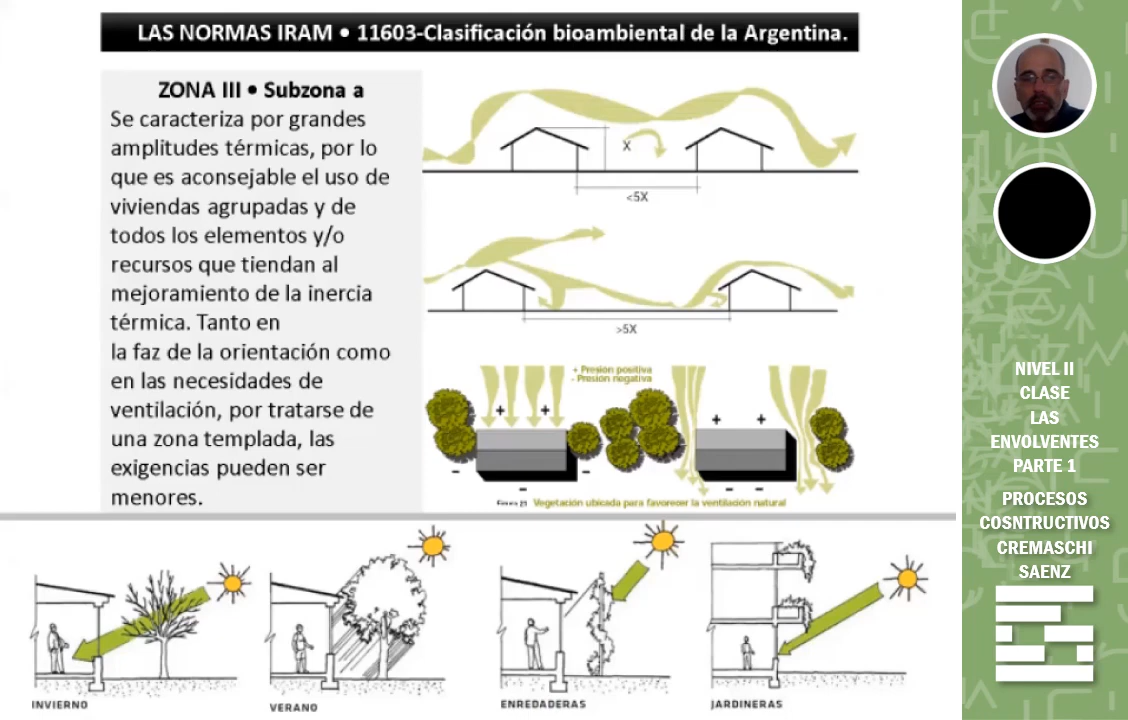 LAS NORMAS IRAM • 11603-Clasificación bioambiental de la Argentina.
ZONA III • Subzona a
Se caracteriza por grandes
amplitudes térmicas, por lo
que es aconsejable el uso de
viviendas agrupadas y de
todos los elementos y/o
recursos que tiendan al
mejoramiento de la inercia
térmica. Tanto en
la faz de la orientación como
en las necesidades de
ventilación, por tratarse de
una zona templada, las
exigencias pueden ser
menores.
X
<5X
>5X
+ Presión positiva
- Presión negativa
+ +
+ +
- -
-
- -
Figura 21 Vegetación ubicada para favorecer la ventilación natural
INVIERNO
VERANO
ENREDADERAS
JARDINERAS
NIVEL II
CLASE
LAS
ENVOLVENTES
PARTE 1
PROCESOS
COSNTRUCTIVOS
CREMASCHI
SAENZ